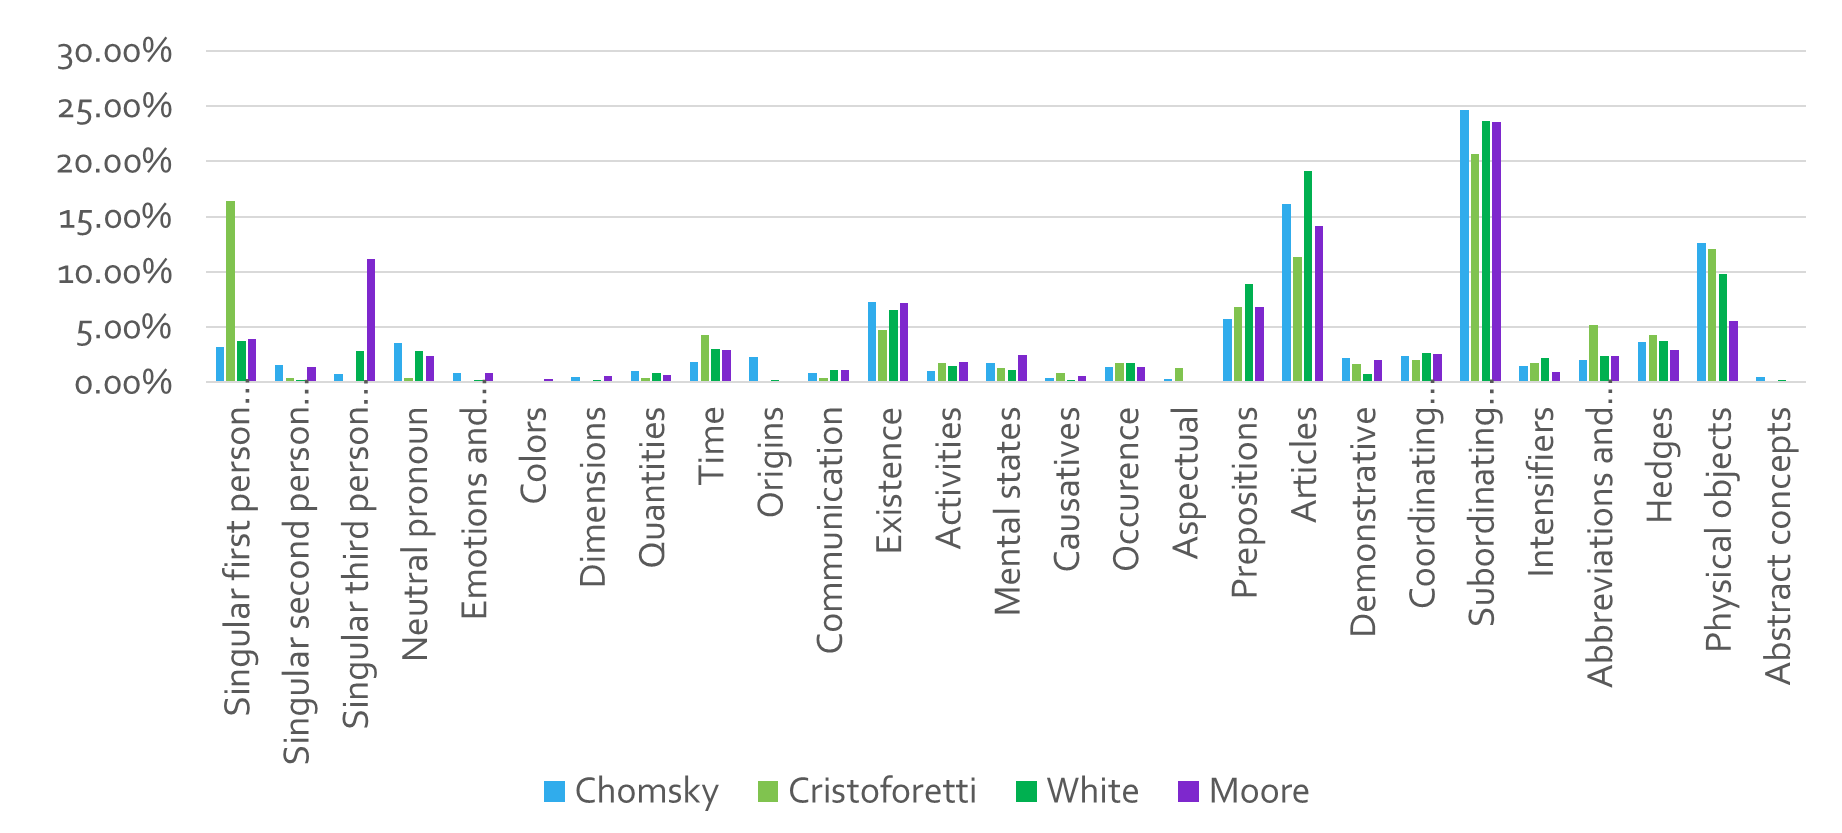 30.00%
25.00%
20.00%
15.00%
10.00%
5.00%
0.00%
Singular first person…
Singular second person…
Singular third person…
Neutral pronoun
Emotions and…
Colors
Dimensions
Quantities
Time
Origins
Communication
Existence
Activities
Mental states
Causatives
Occurence
Aspectual
Prepositions
Articles
Demonstrative
Coordinating…
Subordinating…
Intensifiers
Abbreviations and…
Hedges
Physical objects
Abstract concepts
Chomsky Cristoforetti White Moore